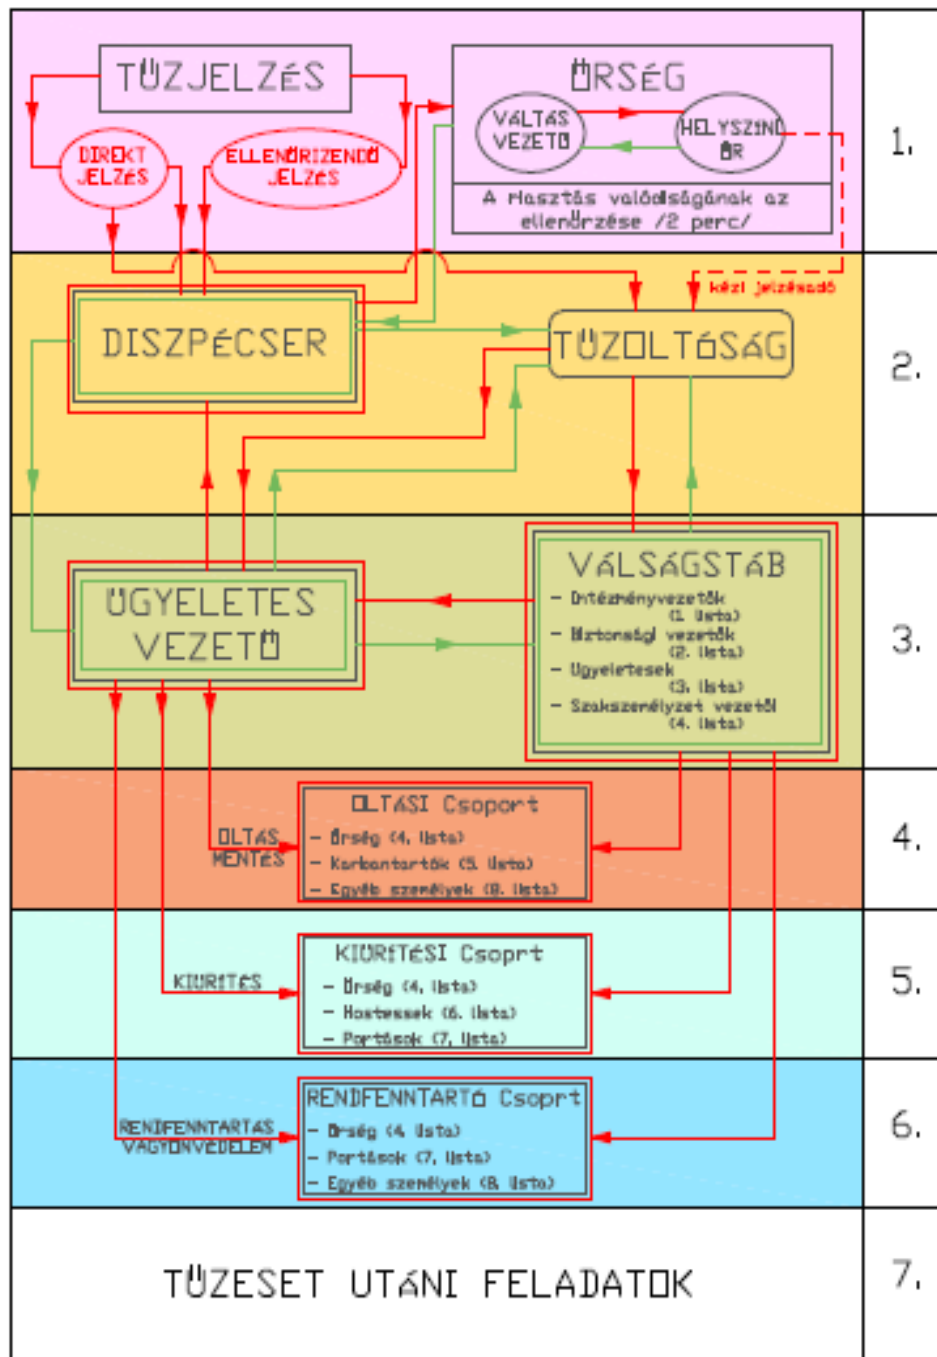 TŰZJELZÉS
DIREKT
JELZÉS
ELLENŐRIZENDŐ
JELZÉS
ŐRSÉG
VÁLTÁS
VEZETŐ
HELYSZÍNI
ŐR
A riasztás valódiságának az
ellenőrzése /2 perc/
1.
kézi jelzésadó
DISZPÉCSER
TŰZOLTÓSÁG
2.
ÜGYELETES
VEZETŐ
VÁLSÁGSTÁB
- Intézményvezetők
(1. lista)
- Biztonsági vezetők
(2. lista)
- Ügyeletesek
(3. lista)
- Szakszemélyzet vezetői
(4. lista)
3.
OLTÁS
MENTÉS
OLTÁSI Csoport
- Őrség (4. lista)
- Karbantartók (5. lista)
- Egyéb személyek (8. lista)
4.
KIÜRÍTÉS
KIÜRÍTÉSI Csoprt
- Őrség (4. lista)
- Hostessek (6. lista)
- Portások (7. lista)
5.
RENDFENNTARTÁS
VAGYONVÉDELEM
RENDFENNTARTÓ Csoprt
- Őrség (4. lista)
- Portások (7. lista)
- Egyéb személyek (8. lista)
6.
TŰZESET UTÁNI FELADATOK
7.